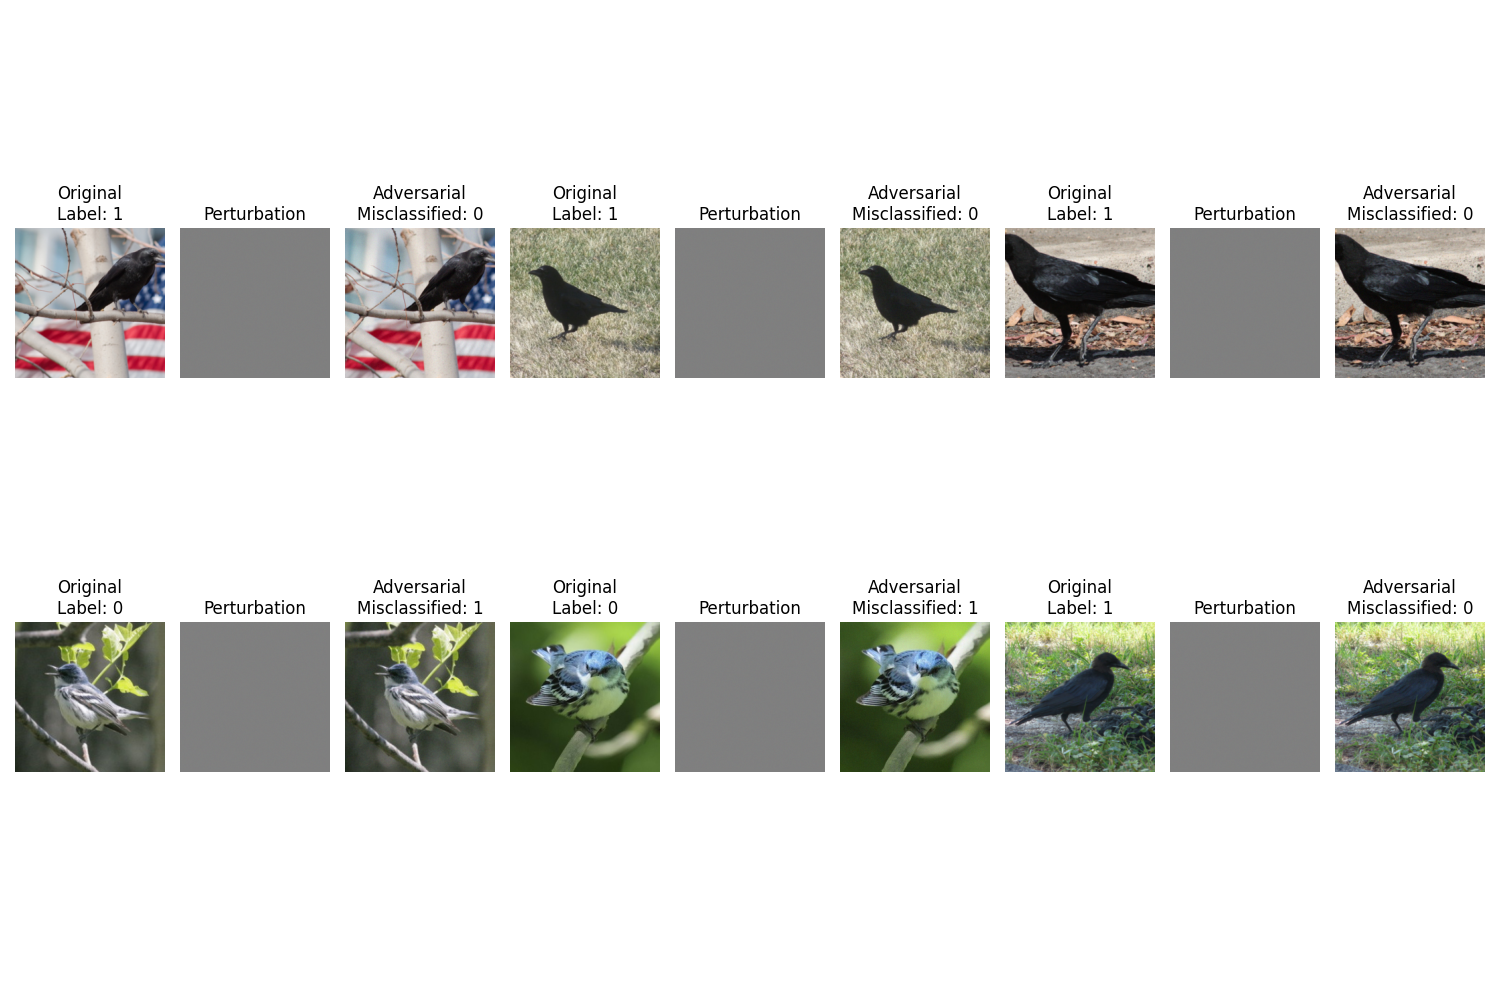 Original
Label: 1
Perturbation
Adversarial
Misclassified: 0
Original
Label: 1
Perturbation
Adversarial
Misclassified: 0
Original
Label: 1
Perturbation
Adversarial
Misclassified: 0
Original
Label: 0
Perturbation
Adversarial
Misclassified: 1
Original
Label: 0
Perturbation
Adversarial
Misclassified: 1
Original
Label: 1
Perturbation
Adversarial
Misclassified: 0